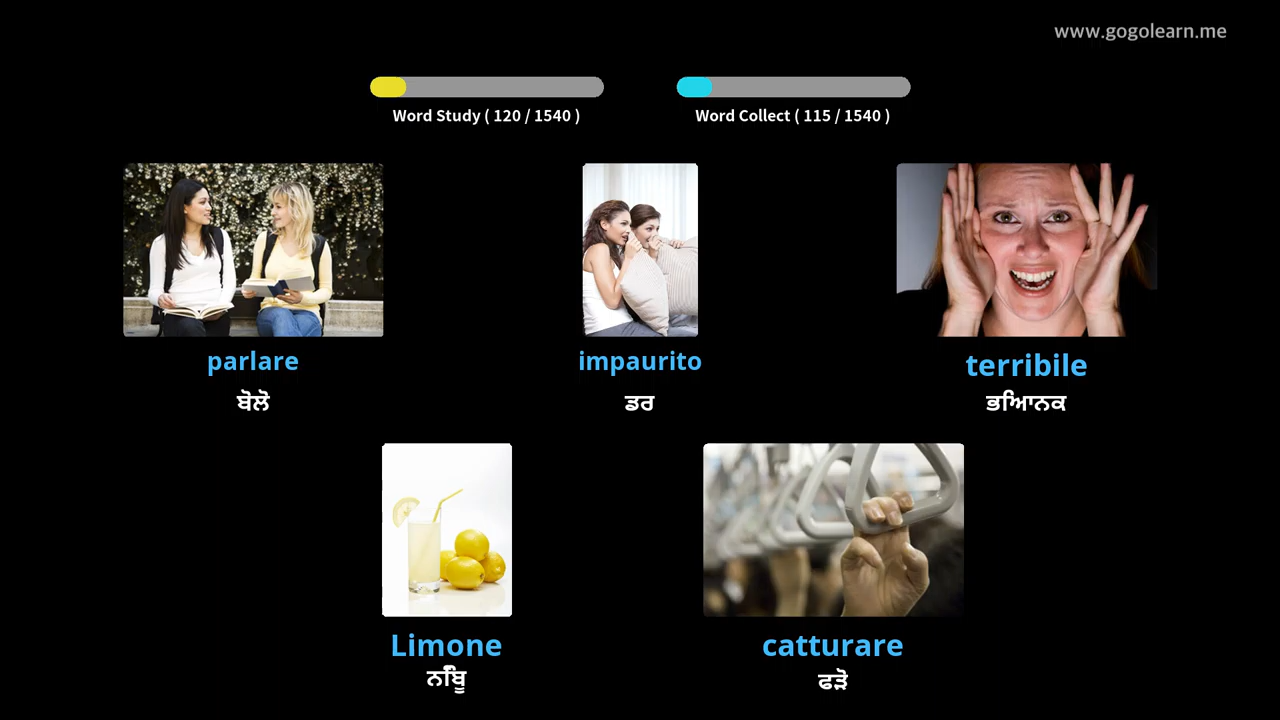 www.gogolearn.me
Word Study ( 120 / 1540 )
Word Collect ( 115 / 1540 )
parlare
impaurito
terribile
ਬੋਲੋ
ਡਰ
ਭਿਆਨਕ
Limone
catturare
ਨਿੰਬੂ
ਫੜੋ